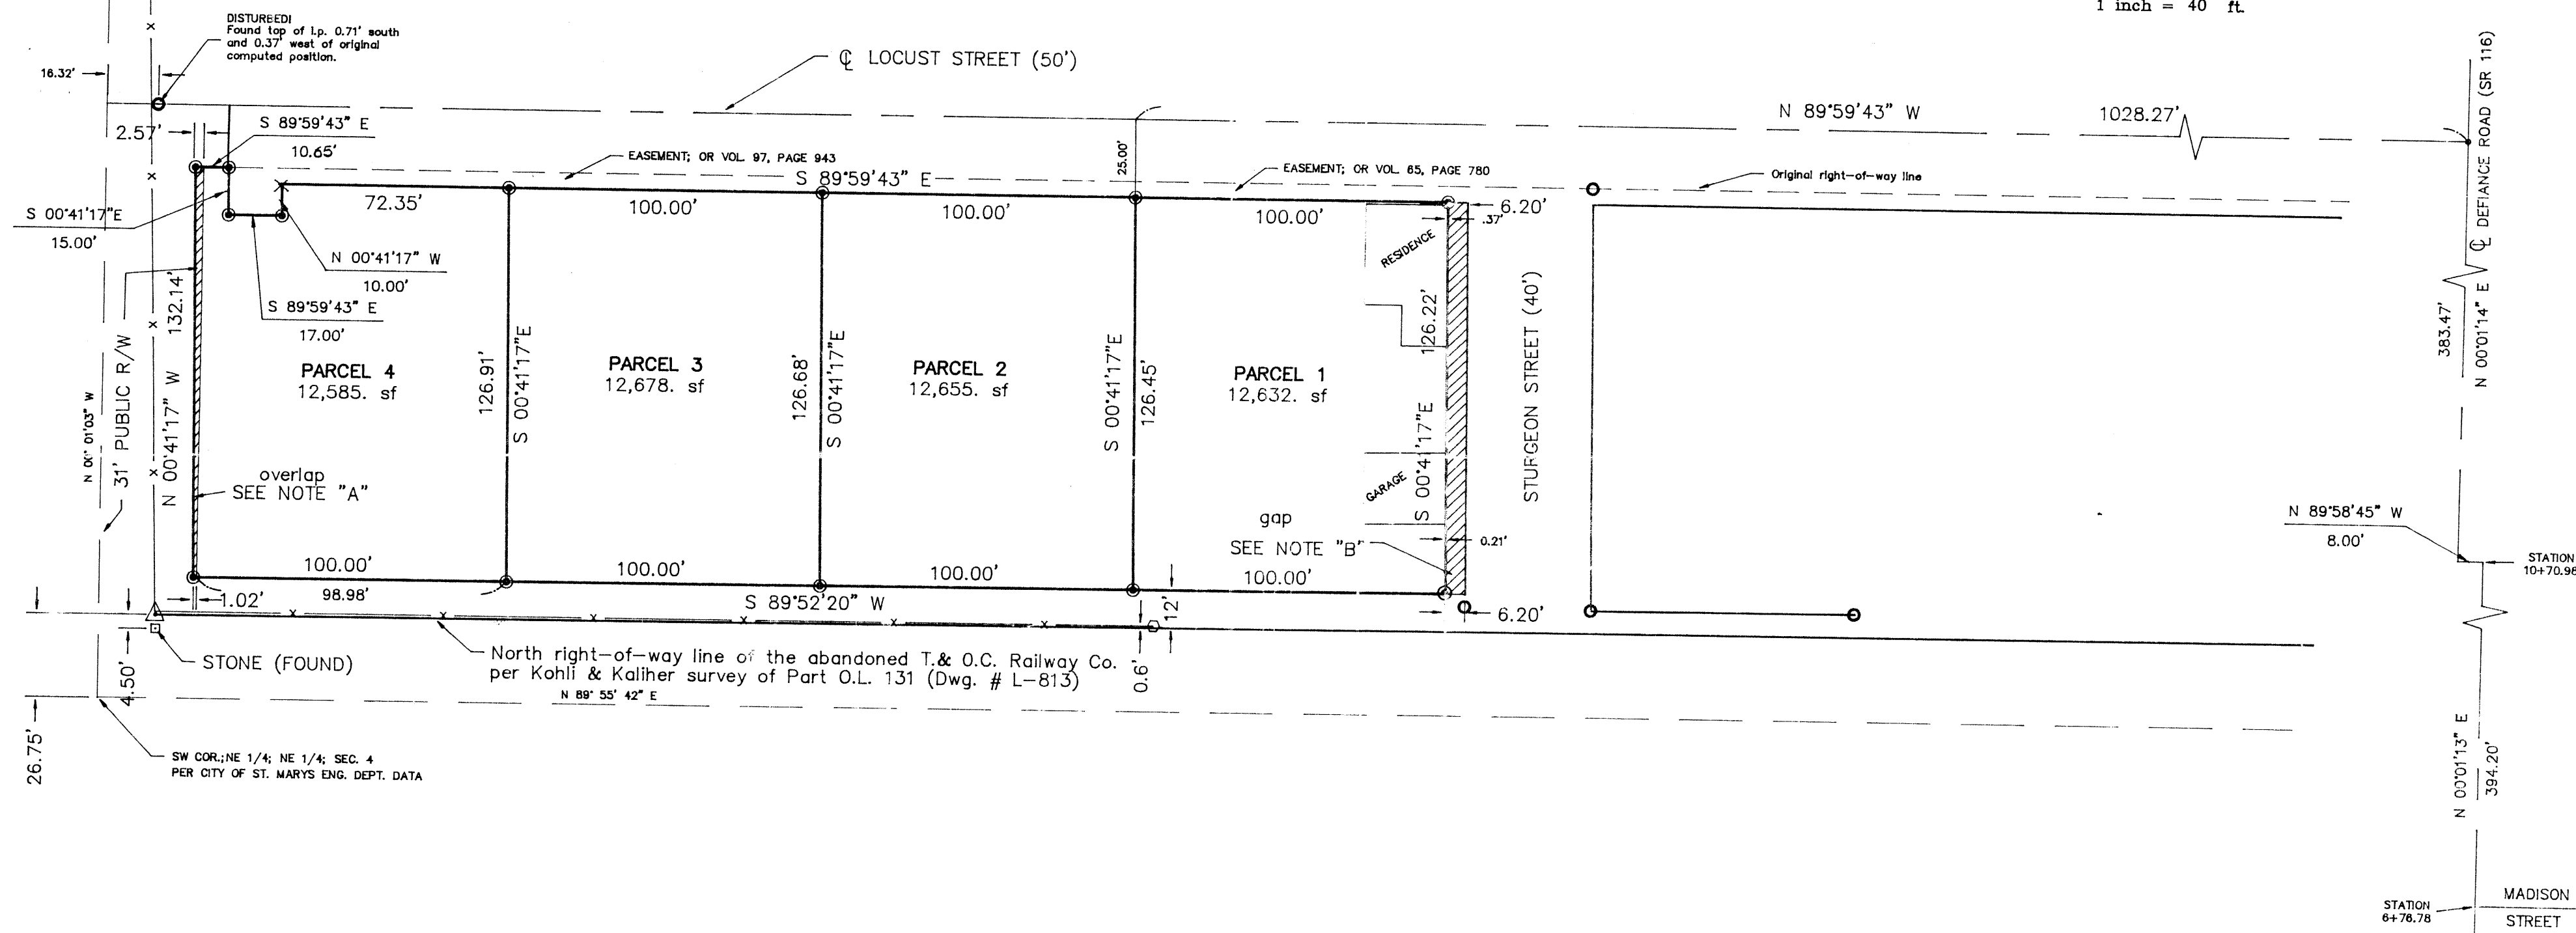 1 inch = 40 ft.
DISTURBED!
Found top of i.p. 0.71' south
and 0.37' west of original
computed position.
16.32'
℄ LOCUST STREET (50')
N 89°59'43" W
1028.27'
℄ DEFIANCE ROAD (SR 116)
2.57'
S 89°59'43" E
10.65'
EASEMENT; OR VOL. 97, PAGE 943
S 89°59'43" E
25.00'
EASEMENT; OR VOL 65, PAGE 780
Original right-of-way line
S 00°41'17"E
15.00'
72.35'
100.00'
100.00'
100.00'
6.20'
.37'
RESIDENCE
N 00°41'17" W
10.00'
S 89°59'43" E
17.00'
31' PUBLIC R/W
N 00°41'17" W 132.14'
PARCEL 4
12,585. sf
126.91'
S 00°41'17"E
PARCEL 3
12,678. sf
126.68'
S 00°41'17"E
PARCEL 2
12,655. sf
S 00°41'17"E
126.45'
PARCEL 1
12,632. sf
126.22'
S 00°41'17"E
STURGEON STREET (40')
383.47'
N 00°01'14" E
01'03" W
overlap
SEE NOTE "A"
GARAGE
gap
SEE NOTE "B"
0.21'
N 89°58'45" W
8.00'
STATION
10+70.98
100.00'
100.00'
100.00'
100.00'
1.02'
98.98'
S 89°52'20" W
12'
6.20'
STONE (FOUND)
4.50'
North right-of-way line of the abandoned T.& O.C. Railway Co.
per Kohli & Kaliher survey of Part O.L. 131 (Dwg. # L-813)
0.6'
N 89° 55' 42" E
26.75'
SW COR.;NE 1/4; NE 1/4; SEC. 4
PER CITY OF ST. MARYS ENG. DEPT. DATA
N 00°01'13" E
394.20'
STATION
6+76.78
MADISON
STREET